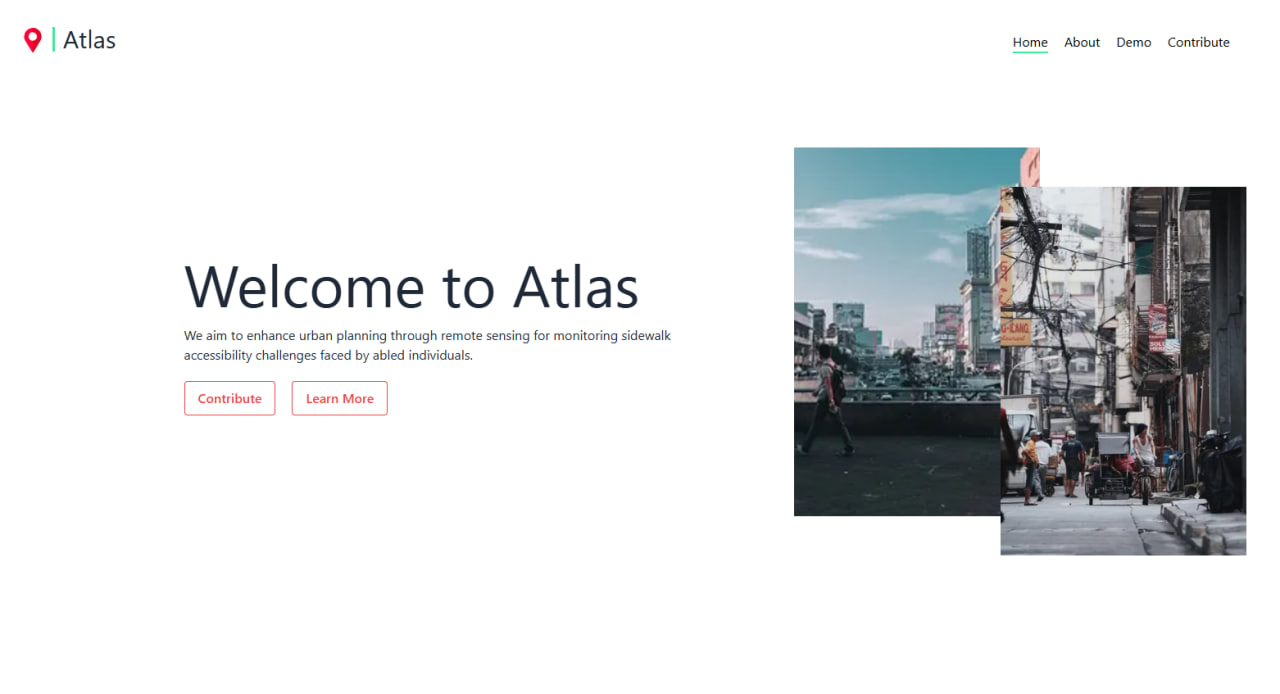 Atlas
Home About Demo Contribute
Welcome to Atlas
We aim to enhance urban planning through remote sensing for monitoring sidewalk
accessibility challenges faced by abled individuals.
Contribute Learn More
G-ILANG